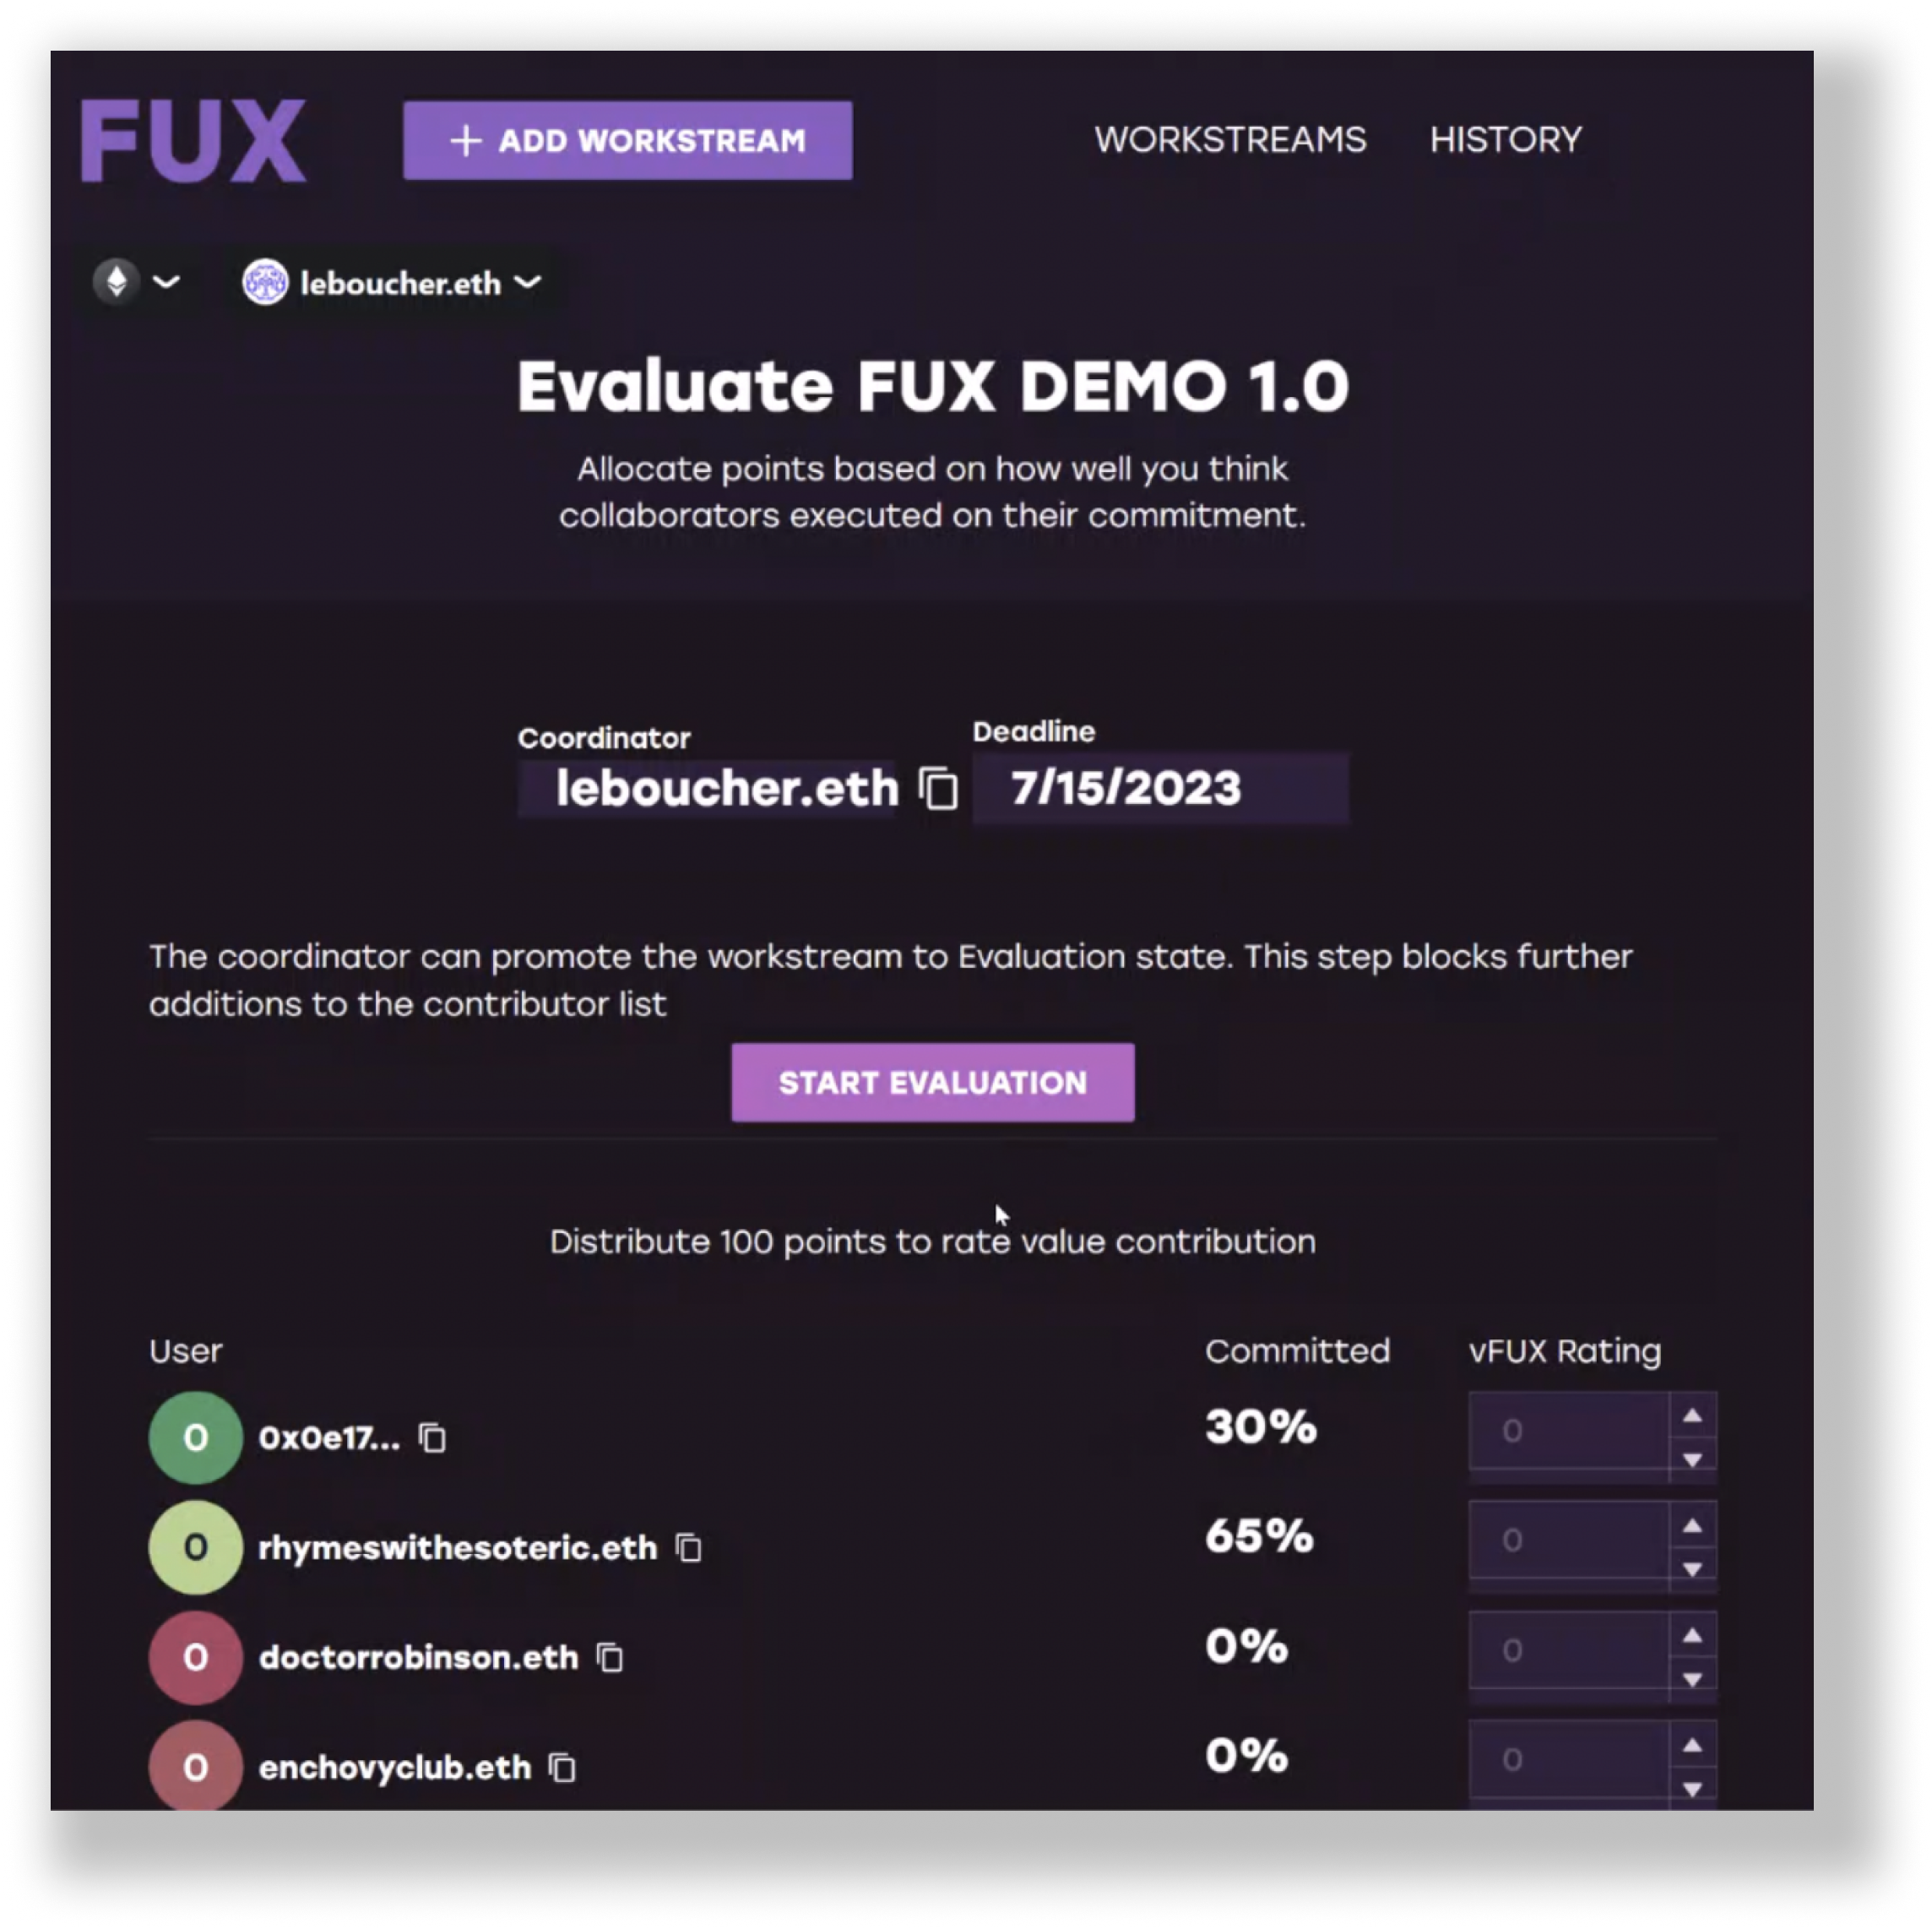 FUX
+ ADD WORKSTREAM
WORKSTREAMS
HISTORY
leboucher.eth
Evaluate FUX DEMO 1.0
Allocate points based on how well you think
collaborators executed on their commitment.
Coordinator
leboucher.eth
Deadline
7/15/2023
The coordinator can promote the workstream to Evaluation state. This step blocks further
additions to the contributor list
START EVALUATION
Distribute 100 points to rate value contribution
User Committed vFUX Rating
0 0x0e17... 30% 0
0 rhymeswithesoteric.eth 65% 0
0 doctorrobinson.eth 0% 0
0 enchovyclub.eth 0% 0